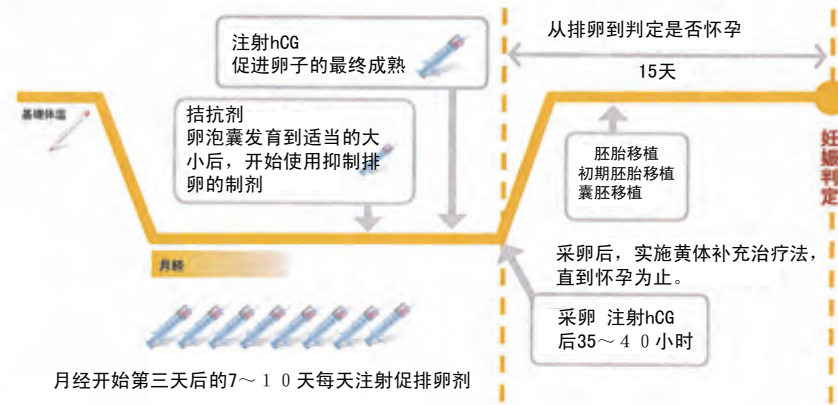 注射hCG
促进卵子的最终成熟
从排卵到判定是否怀孕
15天
基礎体温
拮抗剂
卵泡囊发育到适当的大
小后，开始使用抑制排
卵的制剂
胚胎移植
初期胚胎移植
囊胚移植
妊娠判定
月経
采卵后，实施黄体补充治疗法，
直到怀孕为止。
采卵 注射hCG
后35～４０小时
月经开始第三天后的7～１０天每天注射促排卵剂